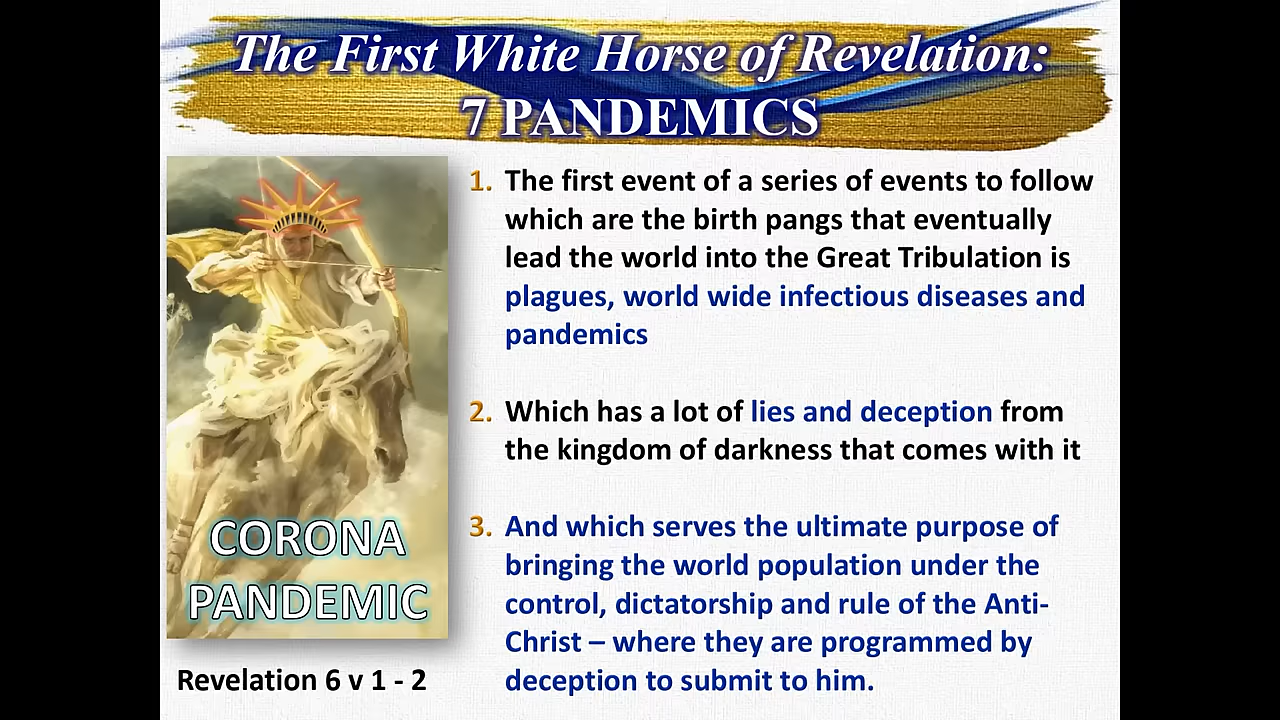 The First White Horse of Revelation:
7 PANDEMICS
1. The first event of a series of events to follow
which are the birth pangs that eventually
lead the world into the Great Tribulation is
plagues, world wide infectious diseases and
pandemics
2. Which has a lot of lies and deception from
the kingdom of darkness that comes with it
3. And which serves the ultimate purpose of
bringing the world population under the
control, dictatorship and rule of the Anti-
Christ – where they are programmed by
deception to submit to him.
CORONA
PANDEMIC
Revelation 6 v 1 - 2